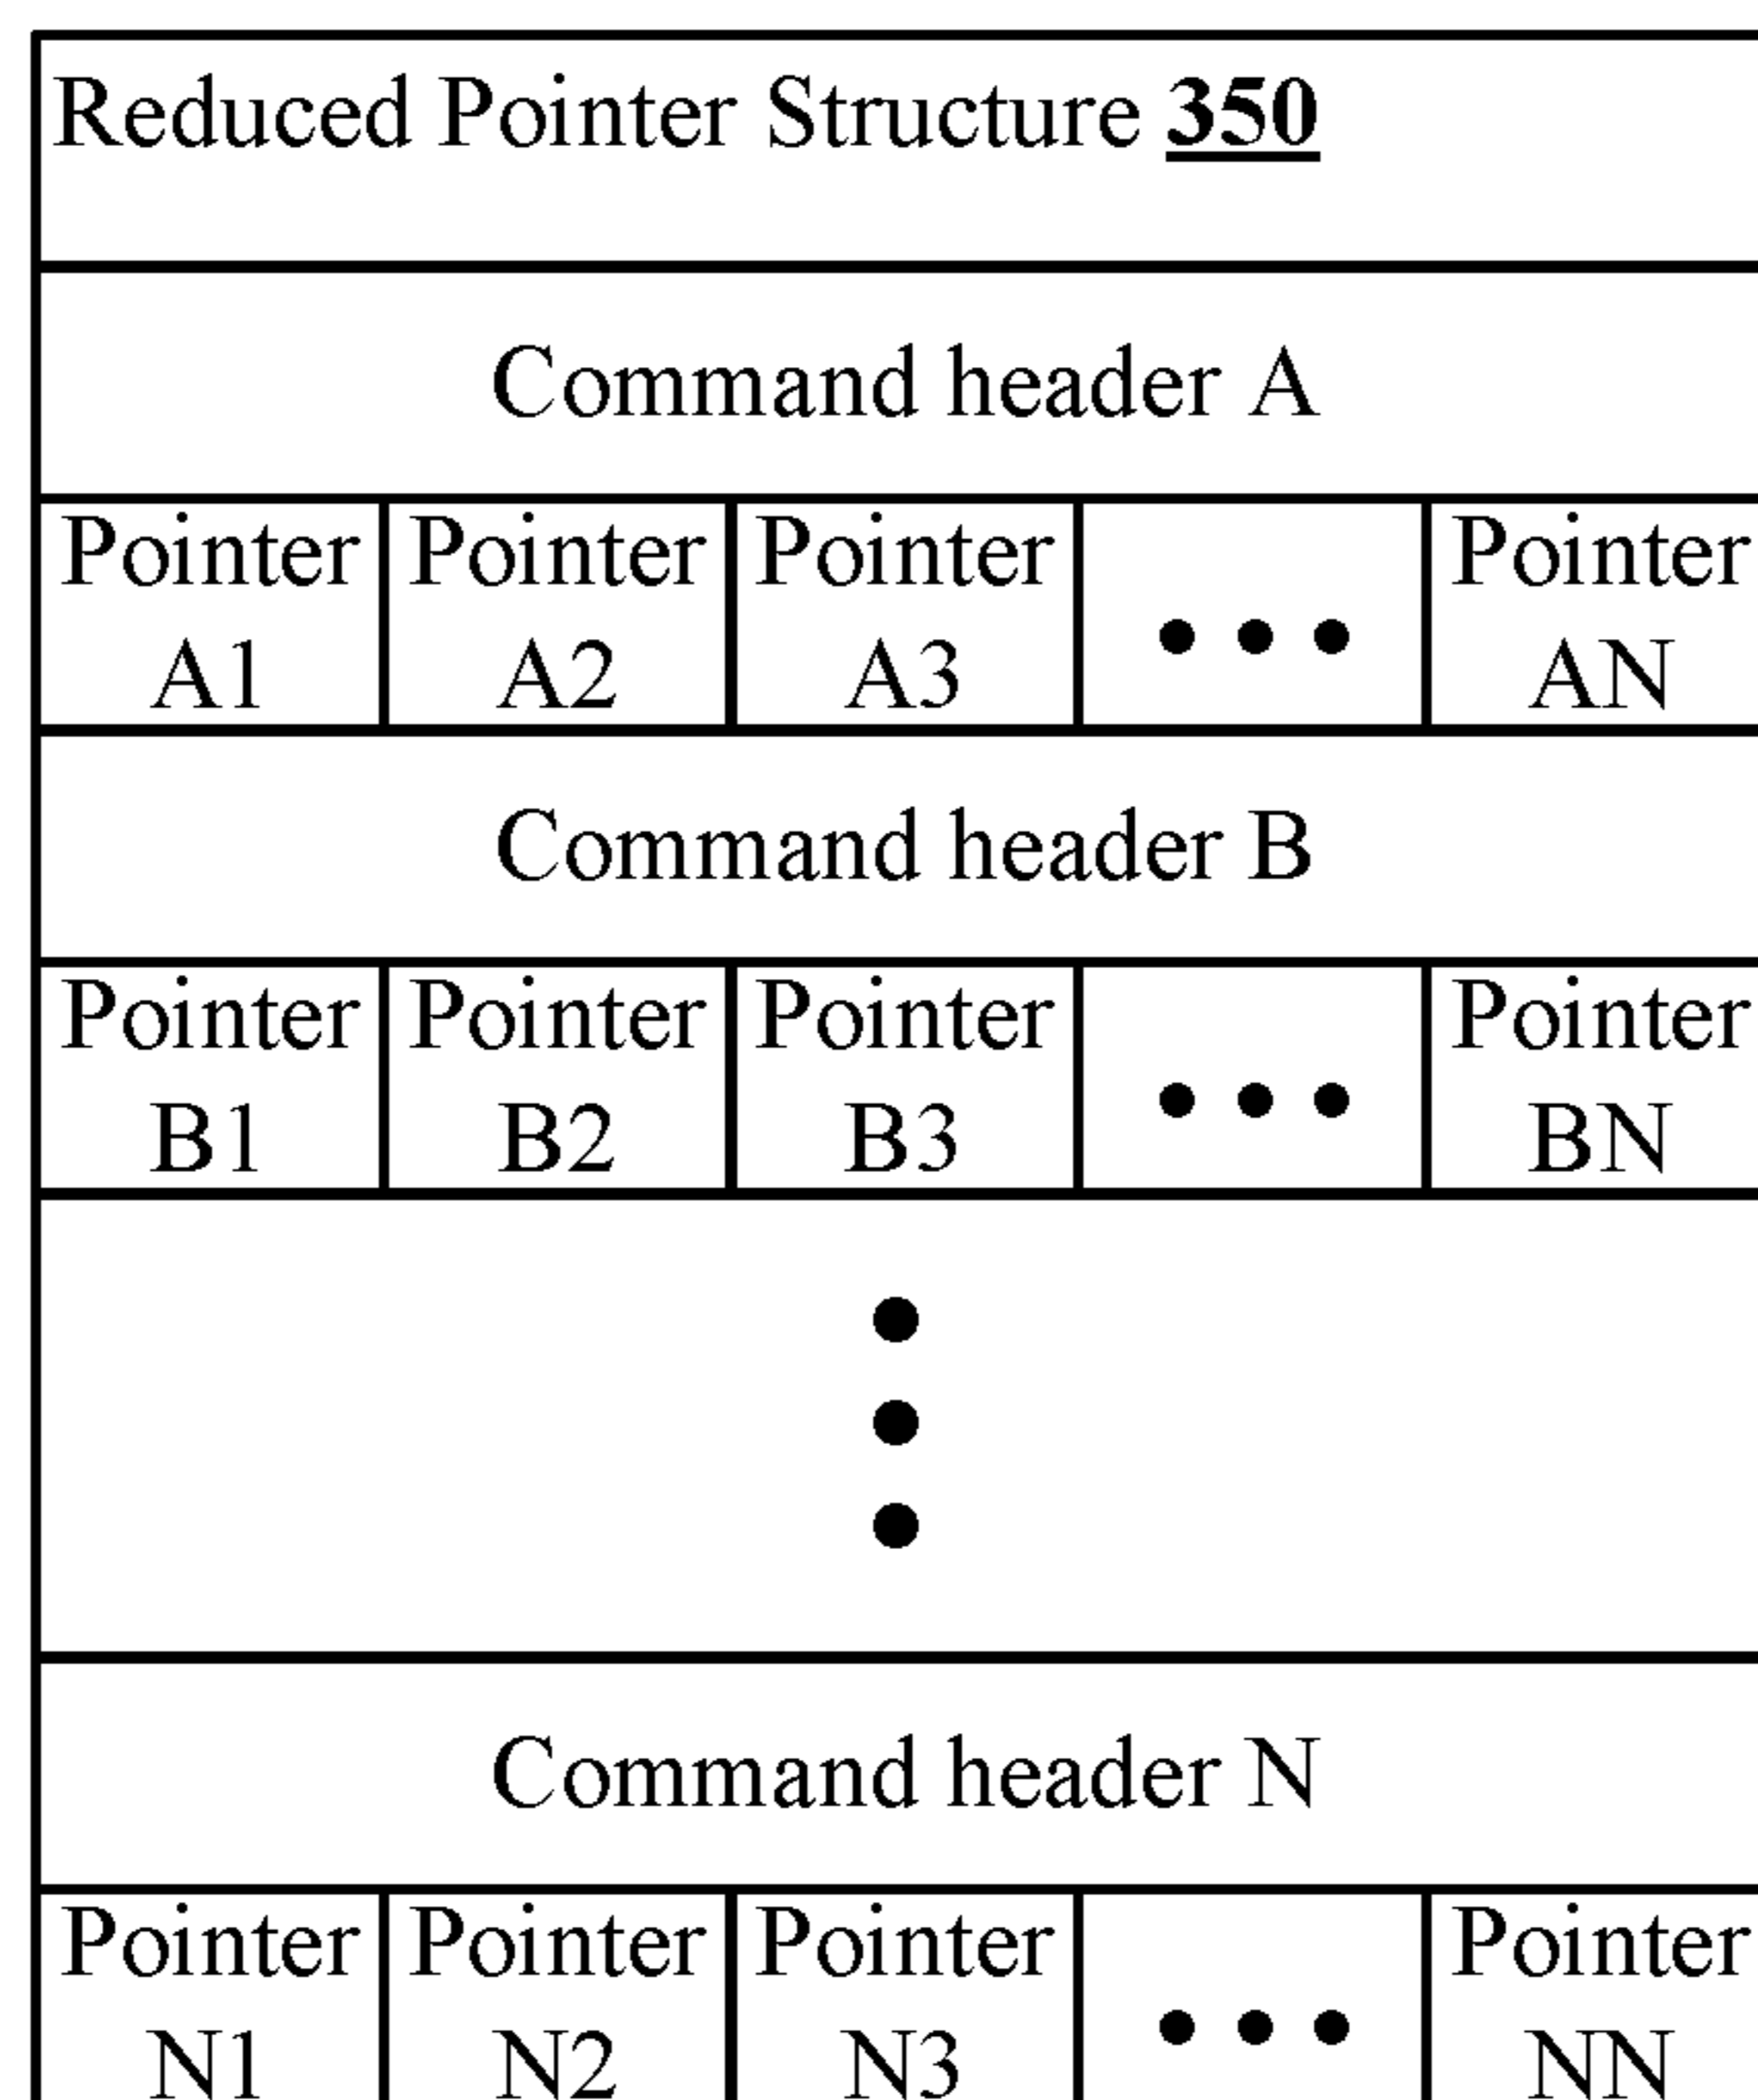 Reduced Pointer Structure 350
Command header A
Pointer Pointer Pointer Pointer
A1 A2 A3 • • • AN
Command header B
Pointer Pointer Pointer Pointer
B1 B2 B3 • • • BN
•
•
•
Command header N
Pointer Pointer Pointer Pointer
N1 N2 N3 • • • NN